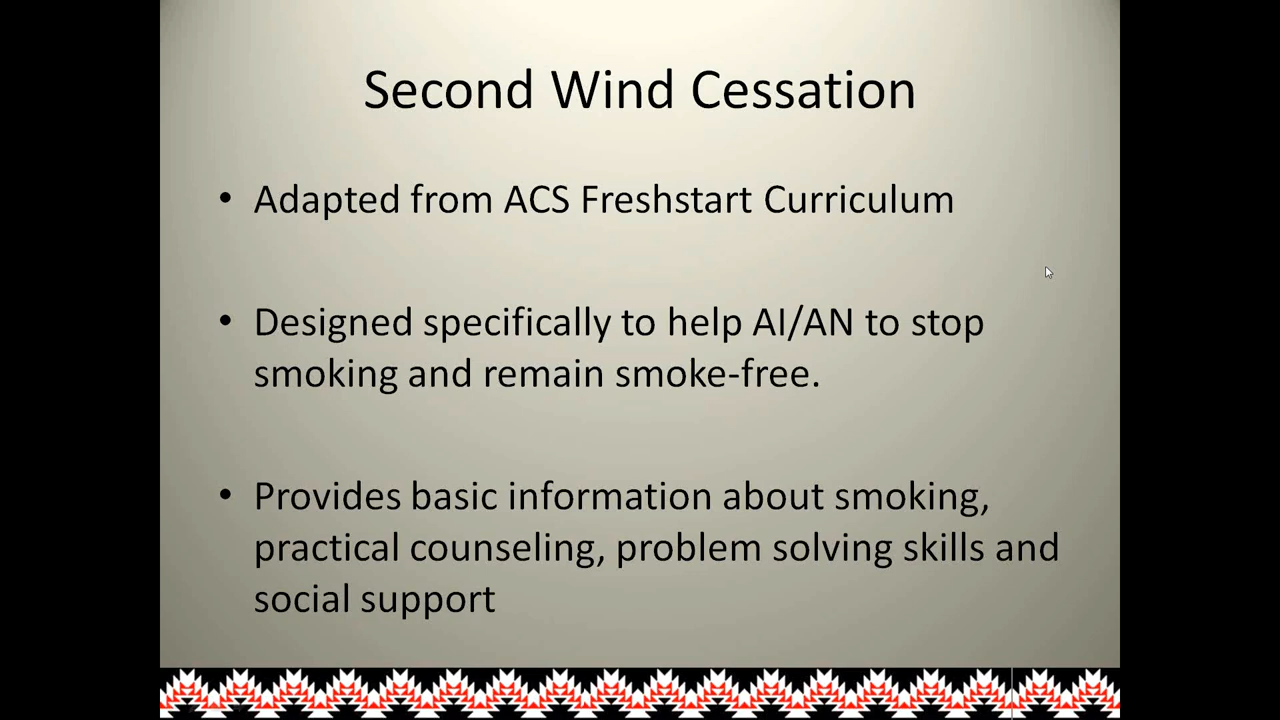 Second Wind Cessation
• Adapted from ACS Freshstart Curriculum
• Designed specifically to help AI/AN to stop
smoking and remain smoke-free.
• Provides basic information about smoking,
practical counseling, problem solving skills and
social support